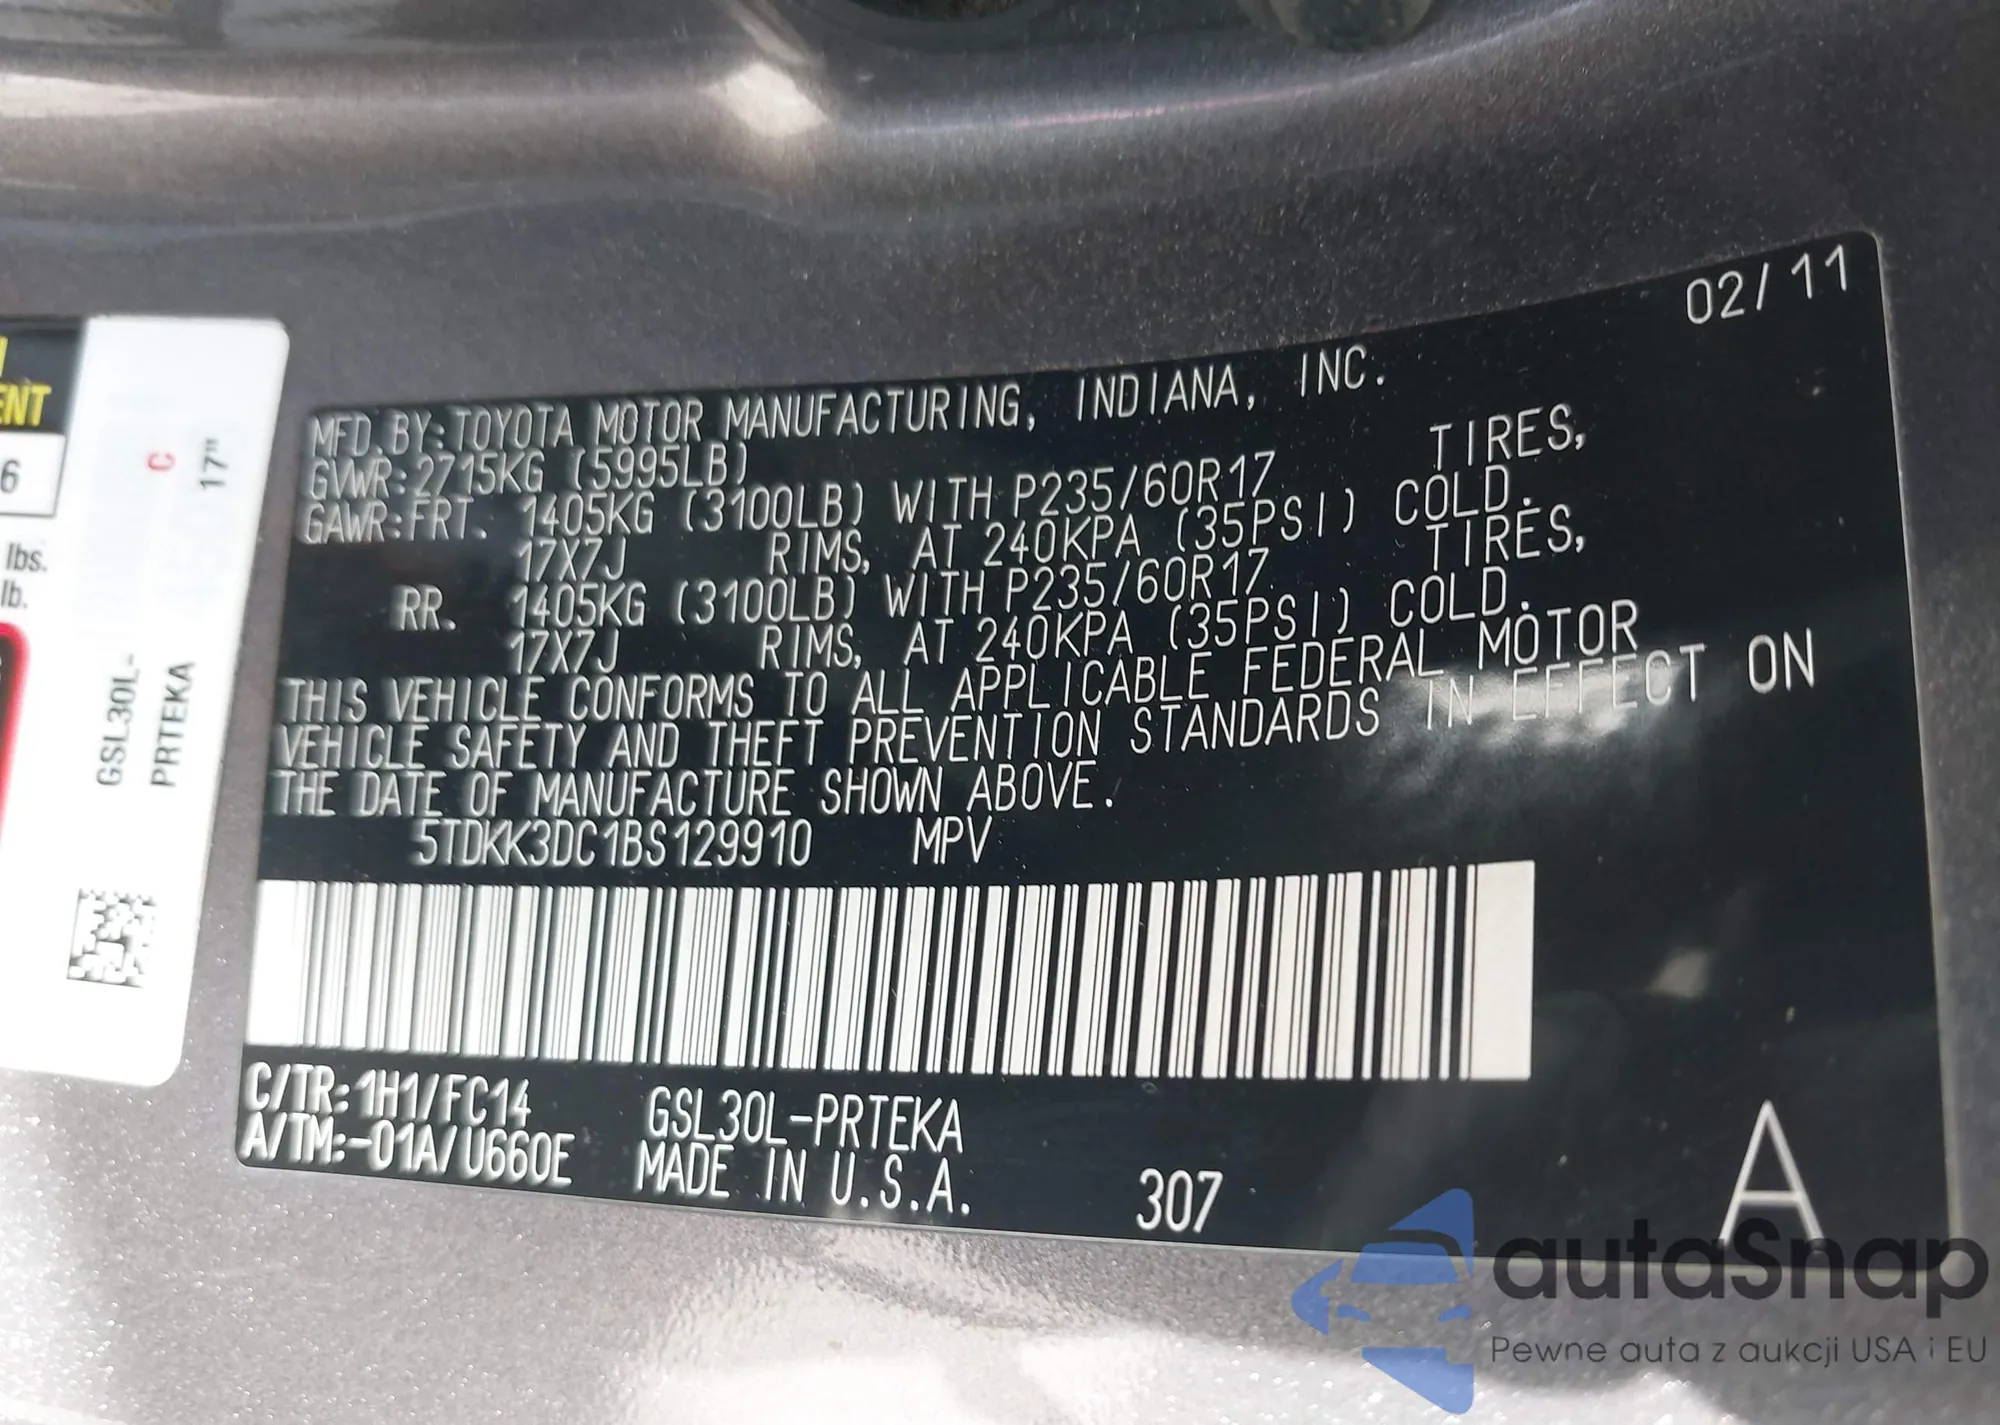 02/11
MFD.BY:TOYOTA MOTOR MANUFACTURING, INDIANA, INC.
GVWR:2715KG (5995LB)
GAWR:FRT. 1405KG (3100LB) WITH P235/60R17 TIRES,
17X7J RIMS, AT 240KPA (35PSI) COLD.
RR. 1405KG (3100LB) WITH P235/60R17 TIRES,
17X7J RIMS, AT 240KPA (35PSI) COLD.
THIS VEHICLE CONFORMS TO ALL APPLICABLE FEDERAL MOTOR
VEHICLE SAFETY AND THEFT PREVENTION STANDARDS IN EFFECT ON
THE DATE OF MANUFACTURE SHOWN ABOVE.
5TDKK3DC1BS129910 MPV
C/TR:1H1/FC14 GSL30L-PRTEKA
A/TM:-01A/U660E MADE IN U.S.A.
307
A
6
lbs.
lb.
GSL30L-
PRTEKA
C
17"
autaSnap
Pewne auta z aukcji USA i EU